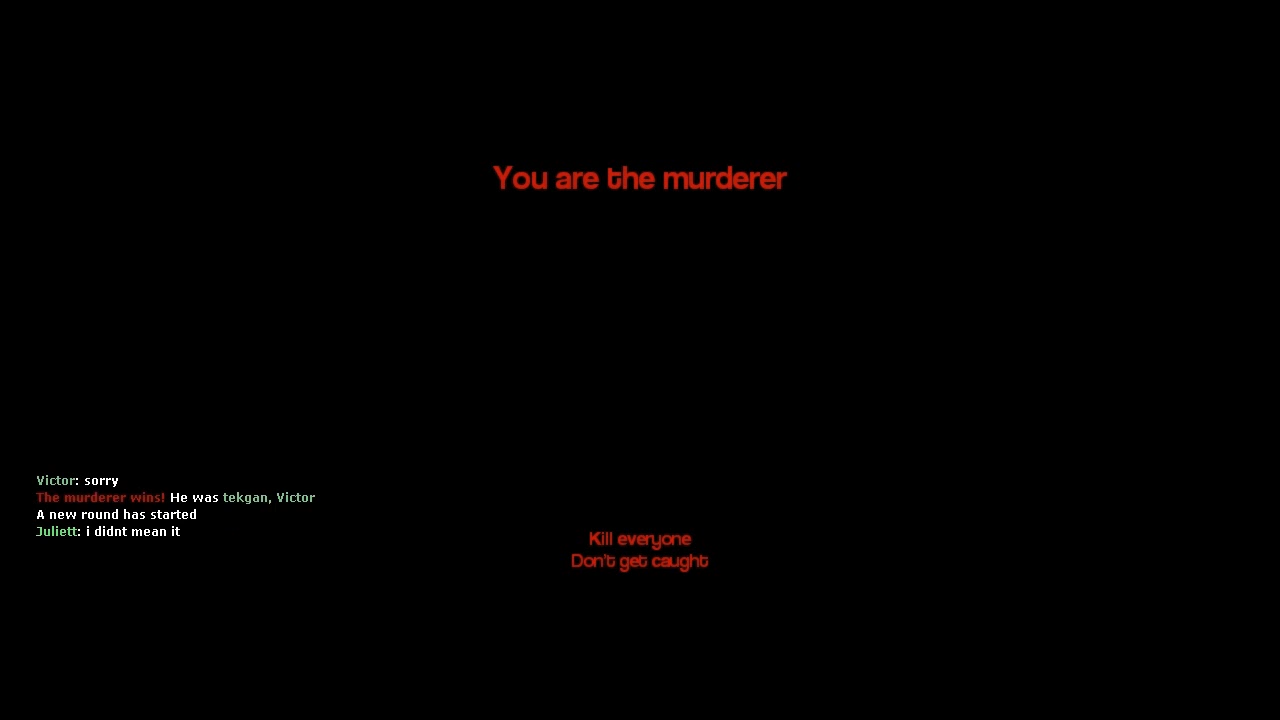 You are the murderer
Victor: sorry
The murderer wins! He was tekgan, Victor
A new round has started
Juliett: i didnt mean it
Kill everyone
Don't get caught